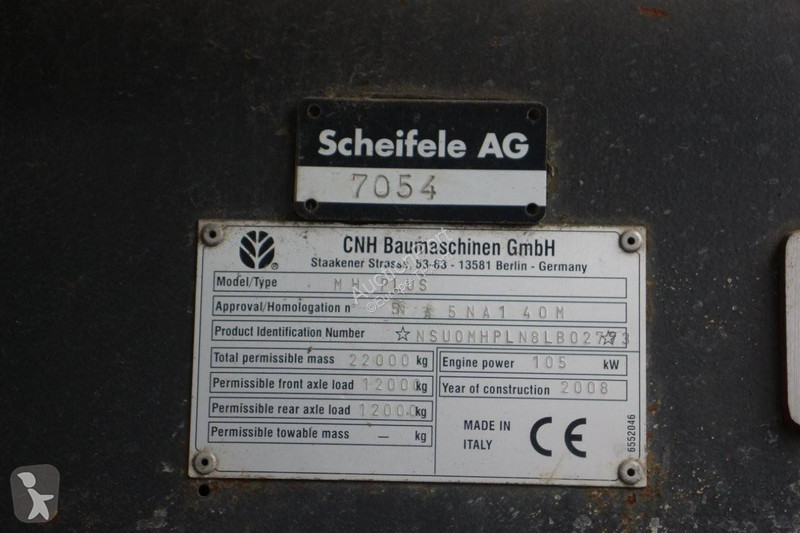 Scheifele AG
7054
CNH Baumaschinen GmbH
Staakener Strasse, 53-63 - 13581 Berlin - Germany
Model/Type MH PLUS
Approval/Homologation n° 5NA140M
Product Identification Number ☆NSU0MHPLN8LB02
Total permissible mass 22000 kg
Engine power 105 kW
Permissible front axle load 12000 kg
Year of construction 2008
Permissible rear axle load 12000 kg
Permissible towable mass — kg
MADE IN
ITALY
CE
6552046